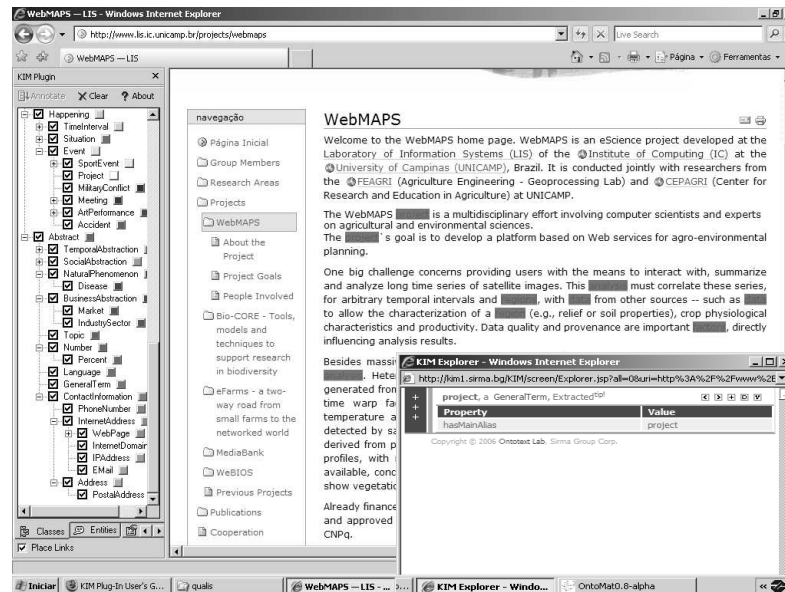 WebMAPS — LIS - Windows Internet Explorer
http://www.lis.ic.unicamp.br/projects/webmaps
Live Search
WebMAPS — LIS
Página
Ferramentas
KIM Plugin
Annotate Clear ? About
Happening
TimeInterval
Situation
Event
SportEvent
Project
MilitaryConflict
Meeting
ArtPerformance
Accident
Abstract
TemporalAbstraction
SocialAbstraction
NaturalPhenomenon
Disease
BusinessAbstraction
Market
IndustrySector
Topic
Number
Percent
Language
GeneralTerm
ContactInformation
PhoneNumber
InternetAddress
WebPage
InternetDomain
IPAddress
EMail
Address
PostalAddress
Classes Entities
Place Links
navegação
Página Inicial
Group Members
Research Areas
Projects
WebMAPS
About the
Project
Project Goals
People Involved
Bio-CORE - Tools,
models and
techniques to
support research
in biodiversity
eFarms - a two-
way road from
small farms to the
networked world
MediaBank
WeBIOS
Previous Projects
Publications
Cooperation
WebMAPS
Welcome to the WebMAPS home page. WebMAPS is an eScience project developed at the
Laboratory of Information Systems (LIS) of the Institute of Computing (IC) at the
University of Campinas (UNICAMP), Brazil. It is conducted jointly with researchers from
the FEAGRI (Agriculture Engineering - Geoprocessing Lab) and CEPAGRI (Center for
Research and Education in Agriculture) at UNICAMP.
The WebMAPS project is a multidisciplinary effort involving computer scientists and experts
on agricultural and environmental sciences.
The project`s goal is to develop a platform based on Web services for agro-environmental
planning.
One big challenge concerns providing users with the means to interact with, summarize
and analyze long time series of satellite images. This analysis must correlate these series,
for arbitrary temporal intervals and regions, with data from other sources -- such as data
to allow the characterization of a region (e.g., relief or soil properties), crop physiological
characteristics and productivity. Data quality and provenance are important factors, directly
influencing analysis results.
Besides massi
analysis. Hete
generated from
time warp fa
temperature a
detected by sa
derived from p
profiles, with
available, conc
show vegetatio
Already finance
and approved
CNPq.
KIM Explorer - Windows Internet Explorer
http://kim1.sirma.bg/KIM/screen/Explorer.jsp?all=0&uri=http%3A%2F%2Fwww%2E
project, a GeneralTerm, Extracted tip!
Property Value
hasMainAlias project
Copyright © 2006 Ontotext Lab, Sirma Group Corp.
Iniciar KIM Plug-In User's G... qualis WebMAPS — LIS - ... KIM Explorer - Windo... OntoMat0.8-alpha